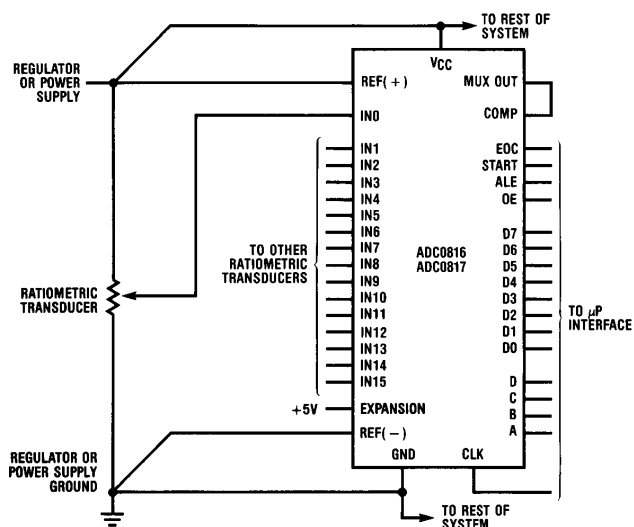 TO REST OF
SYSTEM
VCC
REGULATOR
OR POWER
SUPPLY
REF(+)
MUX OUT
IN0
COMP
IN1
IN2
IN3
IN4
IN5
IN6
IN7
IN8
IN9
IN10
IN11
IN12
IN13
IN14
IN15
EOC
START
ALE
OE
D7
D6
D5
D4
D3
D2
D1
D0
D
C
B
A
TO OTHER
RATIOMETRIC
TRANSDUCERS
ADC0816
ADC0817
TO μP
INTERFACE
RATIOMETRIC
TRANSDUCER
+5V
EXPANSION
REF(−)
GND
CLK
REGULATOR OR
POWER SUPPLY
GROUND
TO REST OF
SYSTEM